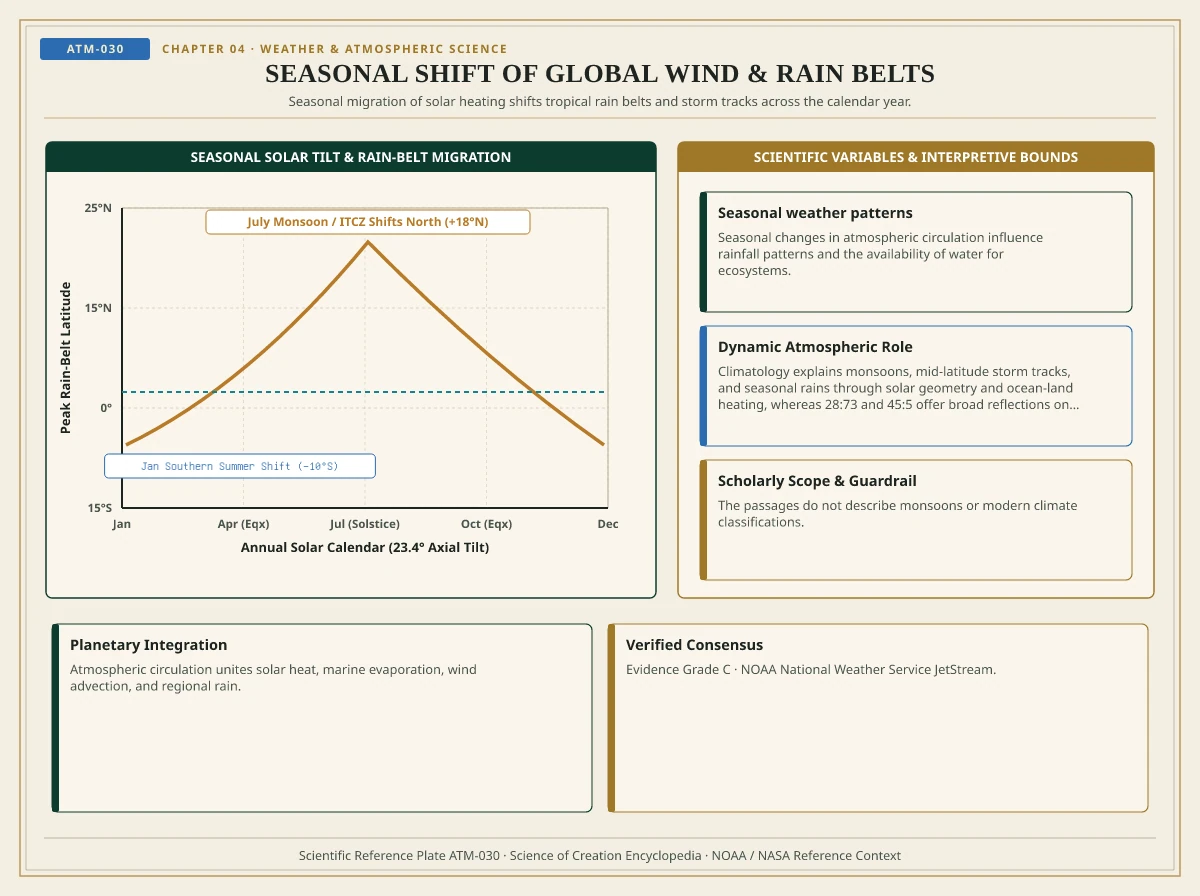 ATM-030
CHAPTER 04 · WEATHER & ATMOSPHERIC SCIENCE
SEASONAL SHIFT OF GLOBAL WIND & RAIN BELTS
Seasonal migration of solar heating shifts tropical rain belts and storm tracks across the calendar year.
SEASONAL SOLAR TILT & RAIN-BELT MIGRATION
25°N
July Monsoon / ITCZ Shifts North (+18°N)
15°N
Peak Rain-Belt Latitude
0°
Jan Southern Summer Shift (−10°S)
15°S
Jan
Apr (Eqx)
Jul (Solstice)
Oct (Eqx)
Dec
Annual Solar Calendar (23.4° Axial Tilt)
SCIENTIFIC VARIABLES & INTERPRETIVE BOUNDS
Seasonal weather patterns
Seasonal changes in atmospheric circulation influence
rainfall patterns and the availability of water for
ecosystems.
Dynamic Atmospheric Role
Climatology explains monsoons, mid-latitude storm tracks,
and seasonal rains through solar geometry and ocean-land
heating, whereas 28:73 and 45:5 offer broad reflections on...
Scholarly Scope & Guardrail
The passages do not describe monsoons or modern climate
classifications.
Planetary Integration
Atmospheric circulation unites solar heat, marine evaporation, wind
advection, and regional rain.
Verified Consensus
Evidence Grade C · NOAA National Weather Service JetStream.
Scientific Reference Plate ATM-030 · Science of Creation Encyclopedia · NOAA / NASA Reference Context